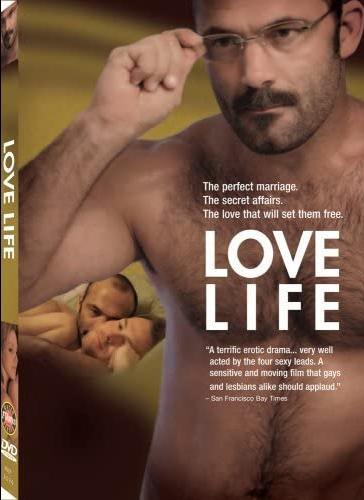 LOVE LIFE
DVD
The perfect marriage.
The secret affairs.
The love that will set them free.
LOVE
LIFE
"A terrific erotic drama... very well
acted by the four sexy leads. A
sensitive and moving film that gays
and lesbians alike should applaud."
– San Francisco Bay Times